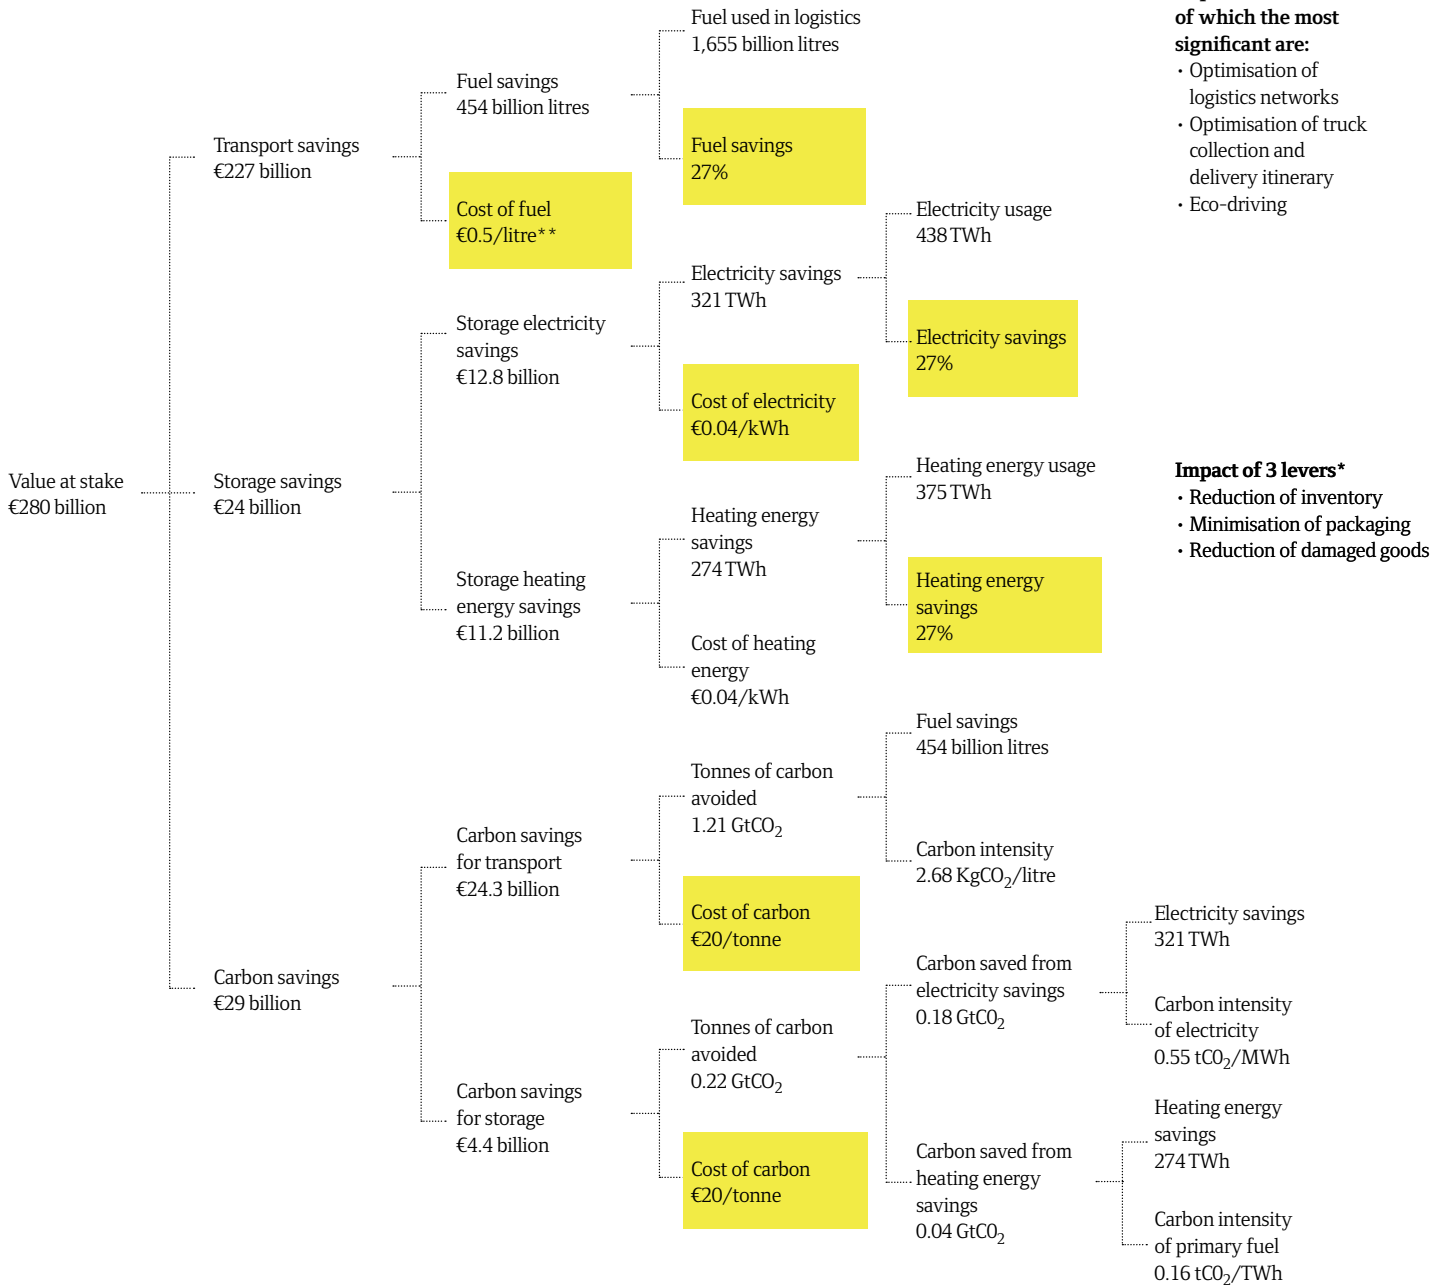 Fuel used in logistics
1,655 billion litres
of which the most
significant are:
· Optimisation of
logistics networks
· Optimisation of truck
collection and
delivery itinerary
· Eco-driving
Fuel savings
454 billion litres
Fuel savings
27%
Transport savings
€227 billion
Cost of fuel
€0.5/litre**
Electricity usage
438 TWh
Electricity savings
321 TWh
Storage electricity
savings
€12.8 billion
Electricity savings
27%
Cost of electricity
€0.04/kWh
Value at stake
€280 billion
Storage savings
€24 billion
Heating energy usage
375 TWh
Impact of 3 levers*
· Reduction of inventory
· Minimisation of packaging
· Reduction of damaged goods
Heating energy
savings
274 TWh
Storage heating
energy savings
€11.2 billion
Heating energy
savings
27%
Cost of heating
energy
€0.04/kWh
Fuel savings
454 billion litres
Tonnes of carbon
avoided
1.21 GtCO2
Carbon savings
for transport
€24.3 billion
Carbon intensity
2.68 KgCO2/litre
Cost of carbon
€20/tonne
Electricity savings
321 TWh
Carbon savings
€29 billion
Carbon saved from
electricity savings
0.18 GtC02
Carbon intensity
of electricity
0.55 tC02/MWh
Tonnes of carbon
avoided
0.22 GtCO2
Carbon savings
for storage
€4.4 billion
Heating energy
savings
274 TWh
Cost of carbon
€20/tonne
Carbon saved from
heating energy
savings
0.04 GtC02
Carbon intensity
of primary fuel
0.16 tC02/TWh